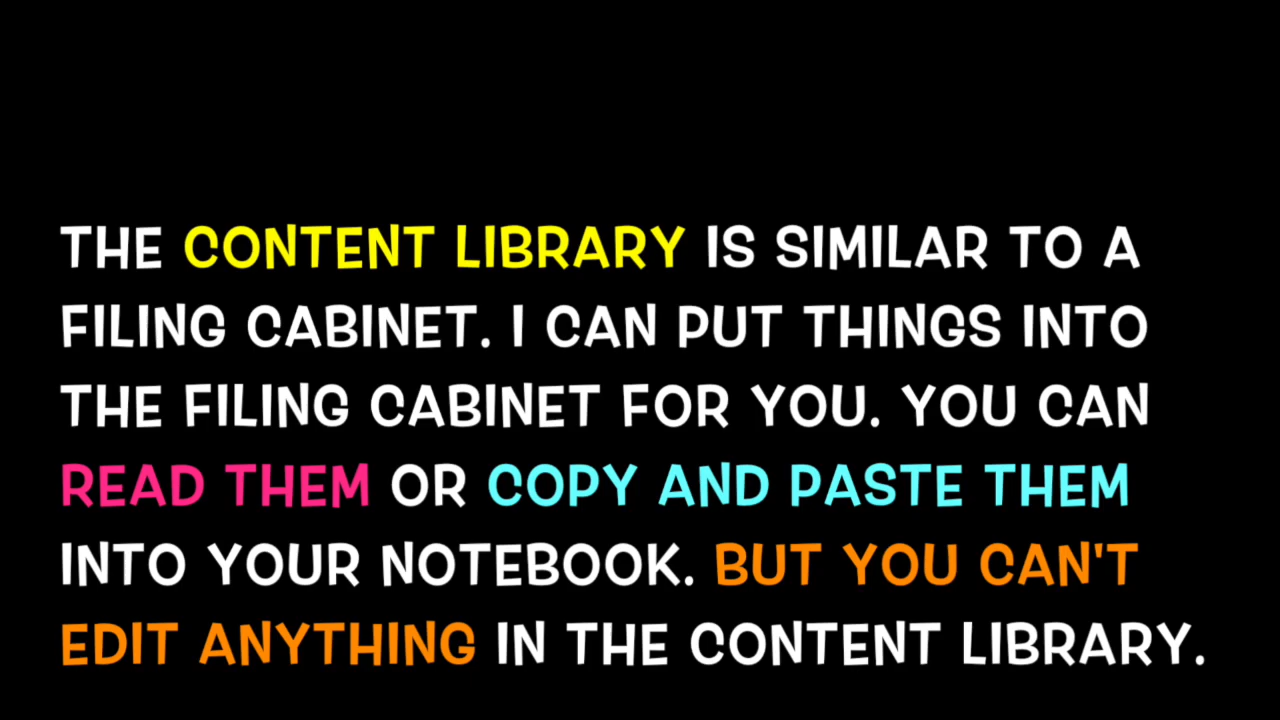 THE CONTENT LIBRARY IS SIMILAR TO A
FILING CABINET. I CAN PUT THINGS INTO
THE FILING CABINET FOR YOU. YOU CAN
READ THEM OR COPY AND PASTE THEM
INTO YOUR NOTEBOOK. BUT YOU CAN'T
EDIT ANYTHING IN THE CONTENT LIBRARY.